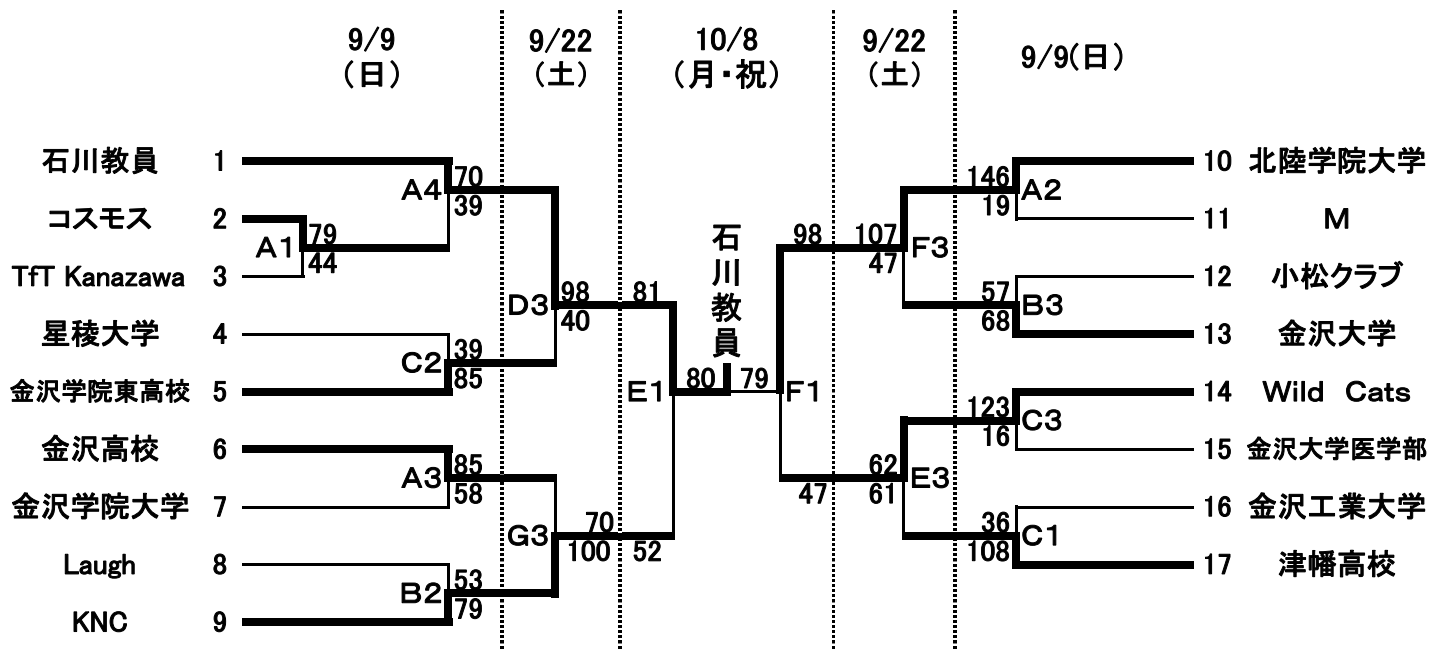 9/9
（日）
9/22
（土）
10/8
（月・祝）
9/22
（土）
9/9(日)
石川教員 1
コスモス 2
TfT Kanazawa 3
星稜大学 4
金沢学院東高校 5
金沢高校 6
金沢学院大学 7
Laugh 8
KNC 9
A1
79
44
A4
70
39
C2
39
85
A3
85
58
B2
53
79
D3
98
40
G3
70
100
81
E1
52
石川教員
80 79
98
F1
47
107
F3
47
62
E3
61
146
A2
19
57
B3
68
123
C3
16
36
C1
108
10 北陸学院大学
11 M
12 小松クラブ
13 金沢大学
14 Wild Cats
15 金沢大学医学部
16 金沢工業大学
17 津幡高校